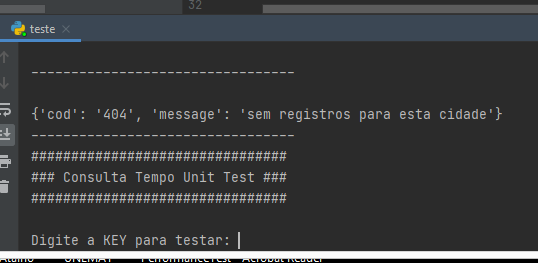 32
teste
---------------------------------
{'cod': '404', 'message': 'sem registros para esta cidade'}
---------------------------------
################################
### Consulta Tempo Unit Test ###
################################
Digite a KEY para testar:
UNEMAT
PerformanceTest
Acrobat Reader